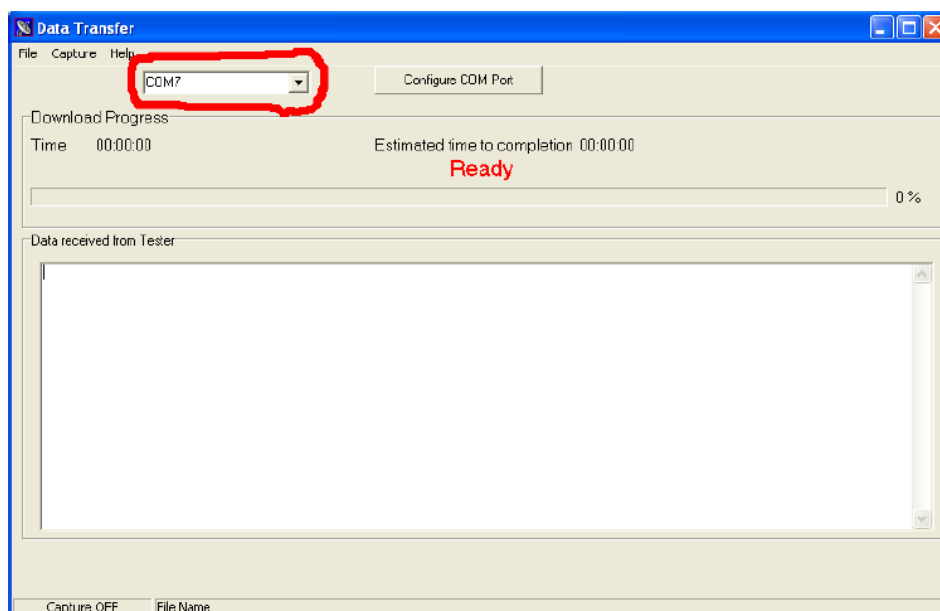 Data Transfer
File Capture Help
COM7 Configure COM Port
Download Progress
Time 00:00:00 Estimated time to completion 00:00:00
Ready
0 %
Data received from Tester
Capture OFF File Name